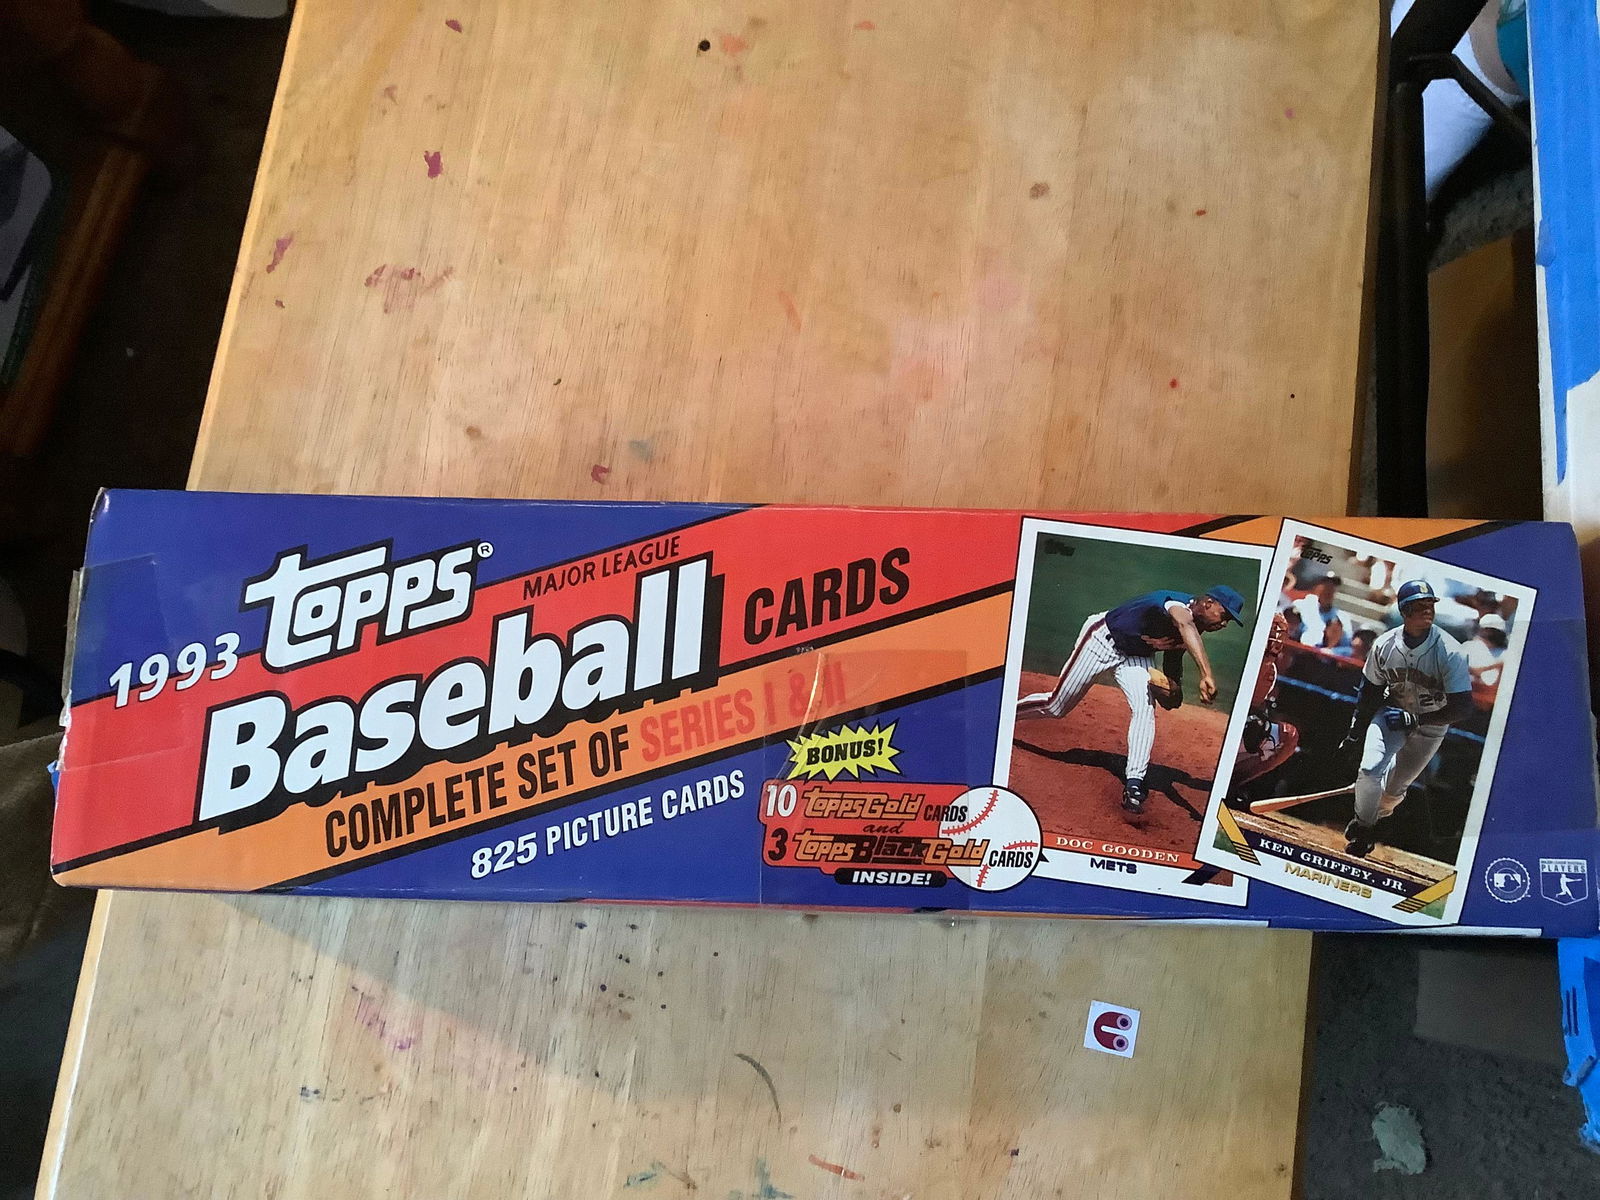 1993 Topps®
MAJOR LEAGUE
Baseball CARDS
COMPLETE SET OF SERIES I & II
825 PICTURE CARDS
BONUS!
10 Topps Gold CARDS
and
3 Topps Black Gold CARDS
INSIDE!
Topps
DOC GOODEN
METS
Topps
KEN GRIFFEY, JR.
MARINERS
PLAYERS